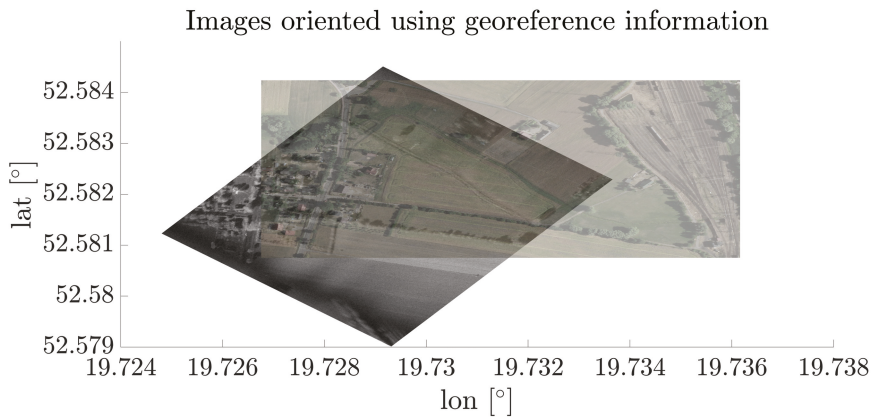 Images oriented using georeference information
52.584
52.583
52.582
52.581
52.58
52.579
lat [°]
19.724 19.726 19.728 19.73 19.732 19.734 19.736 19.738
lon [°]